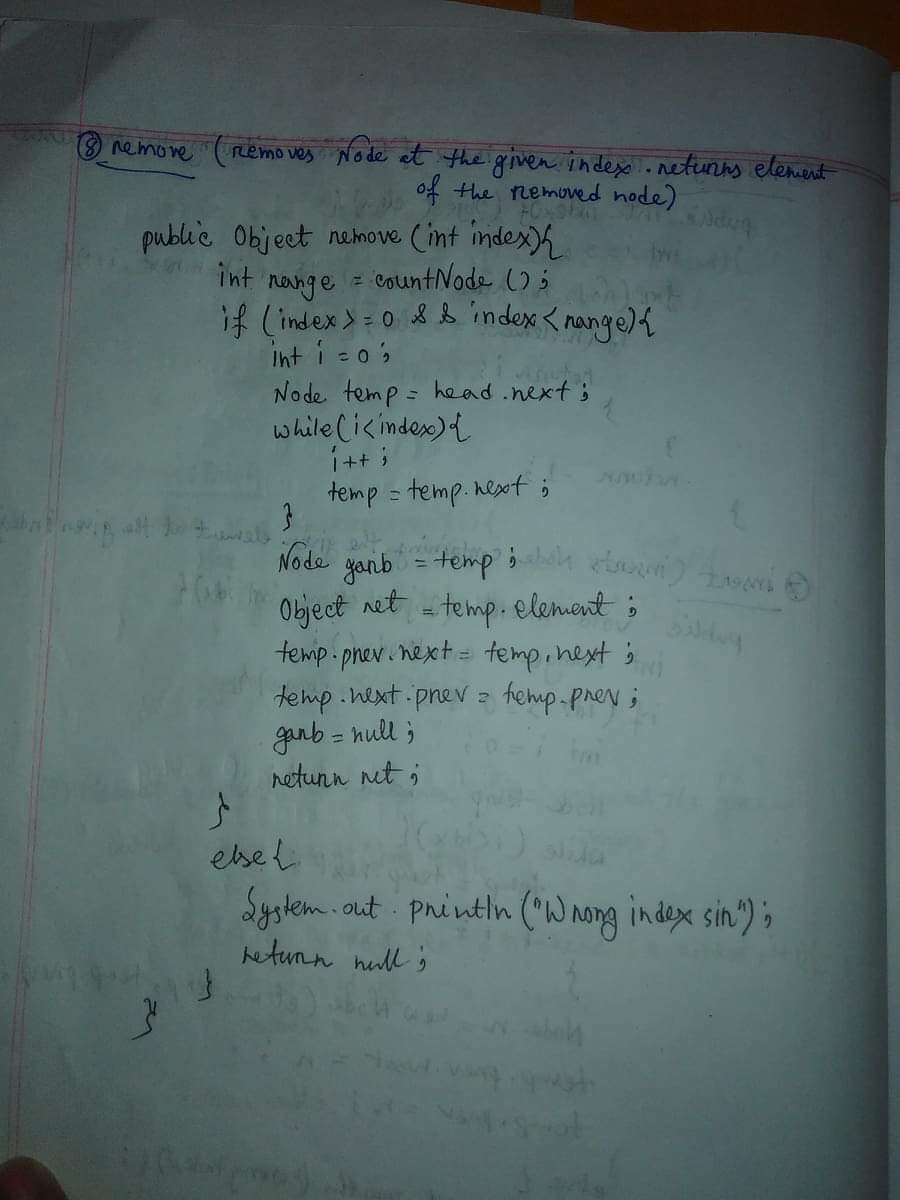 ⑧ remove (removes Node at the given index. returns element
of the removed node)
public Object remove (int index){
int range = countNode ();
if (index >= 0 && index < range){
int i = 0;
Node temp = head.next;
while(i<index){
i++;
temp = temp.next;
}
Node garb = temp;
Object ret = temp.element;
temp.prev.next = temp.next;
temp.next.prev = temp.prev;
garb = null;
return ret;
}
else{
System.out.println("Wrong index sir");
return null;
}
}